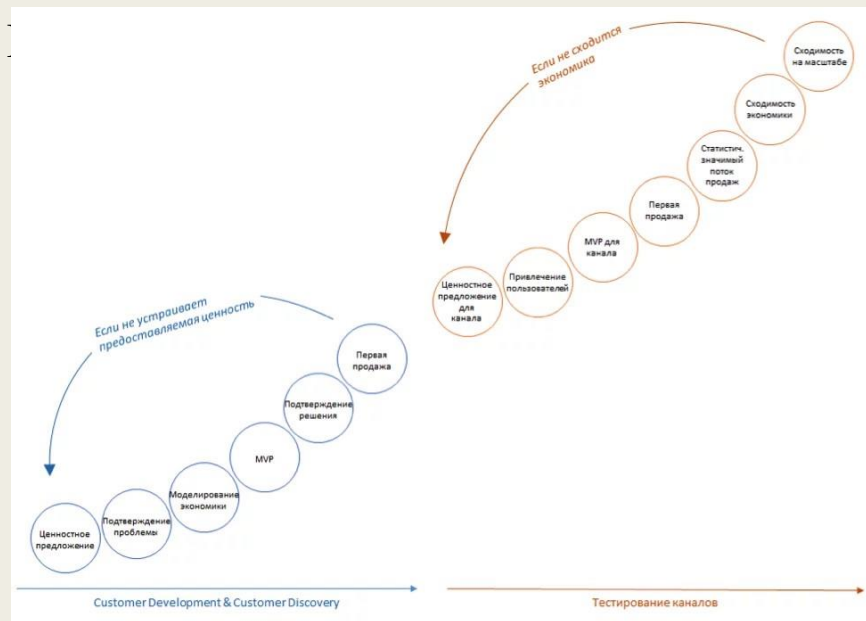 Если не сходится
экономика
Сходимость
на масштабе
Сходимость
экономики
Статистич.
значимый
поток
продаж
Первая
продажа
MVP для
канала
Привлечение
пользователей
Ценностное
предложение
для
канала
Если не устраивает
предоставляемая ценность
Первая
продажа
Подтверждение
решения
MVP
Моделирование
экономики
Подтверждение
проблемы
Ценностное
предложение
Customer Development & Customer Discovery
Тестирование каналов